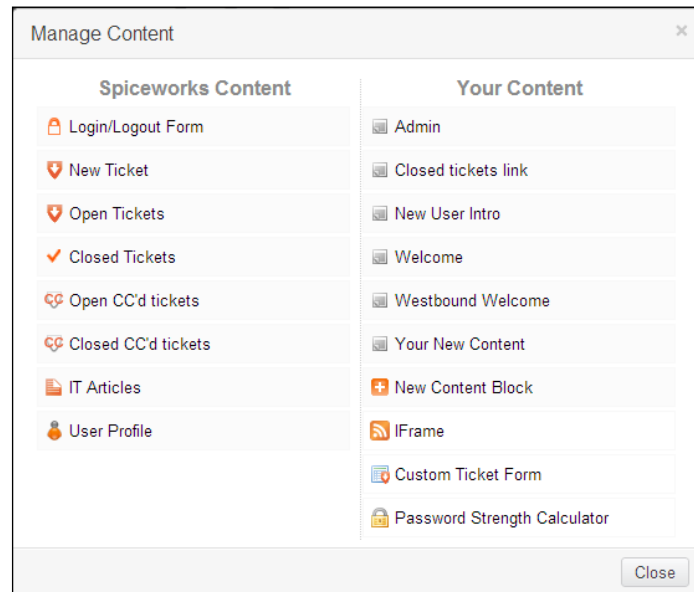 Manage Content
×
Spiceworks Content
Login/Logout Form
New Ticket
Open Tickets
Closed Tickets
Open CC'd tickets
Closed CC'd tickets
IT Articles
User Profile
Your Content
Admin
Closed tickets link
New User Intro
Welcome
Westbound Welcome
Your New Content
New Content Block
IFrame
Custom Ticket Form
Password Strength Calculator
Close